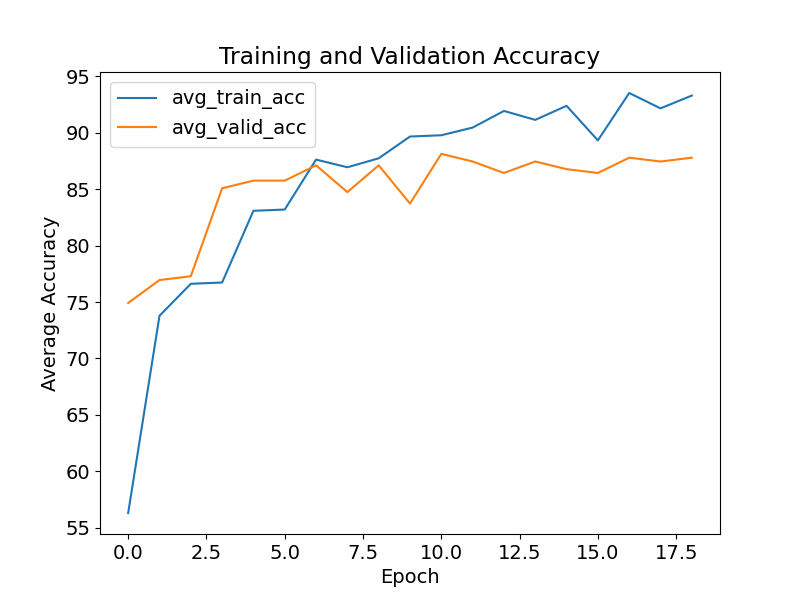 Training and Validation Accuracy
95
90
85
80
75
70
65
60
55
Average Accuracy
avg_train_acc
avg_valid_acc
0.0 2.5 5.0 7.5 10.0 12.5 15.0 17.5
Epoch